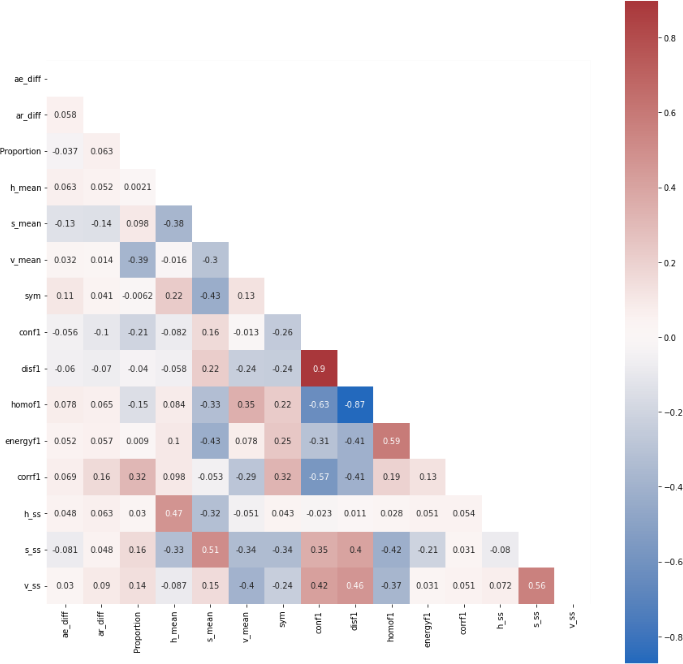 ae_diff
ar_diff 0.058
Proportion -0.037 0.063
h_mean 0.063 0.052 0.0021
s_mean -0.13 -0.14 0.098 -0.38
v_mean 0.032 0.014 -0.39 -0.016 -0.3
sym 0.11 0.041 -0.0062 0.22 -0.43 0.13
conf1 -0.056 -0.1 -0.21 -0.082 0.16 -0.013 -0.26
disf1 -0.06 -0.07 -0.04 -0.058 0.22 -0.24 -0.24 0.9
homof1 0.078 0.065 -0.15 0.084 -0.33 0.35 0.22 -0.63 -0.87
energyf1 0.052 0.057 0.009 0.1 -0.43 0.078 0.25 -0.31 -0.41 0.59
corrf1 0.069 0.16 0.32 0.098 -0.053 -0.29 0.32 -0.57 -0.41 0.19 0.13
h_ss 0.048 0.063 0.03 0.47 -0.32 -0.051 0.043 -0.023 0.011 0.028 0.051 0.054
s_ss -0.081 0.048 0.16 -0.33 0.51 -0.34 -0.34 0.35 0.4 -0.42 -0.21 0.031 -0.08
v_ss 0.03 0.09 0.14 -0.087 0.15 -0.4 -0.24 0.42 0.46 -0.37 0.031 0.051 0.072 0.56
ae_diff ar_diff Proportion h_mean s_mean v_mean sym conf1 disf1 homof1 energyf1 corrf1 h_ss s_ss v_ss
0.8
0.6
0.4
0.2
0.0
−0.2
−0.4
−0.6
−0.8